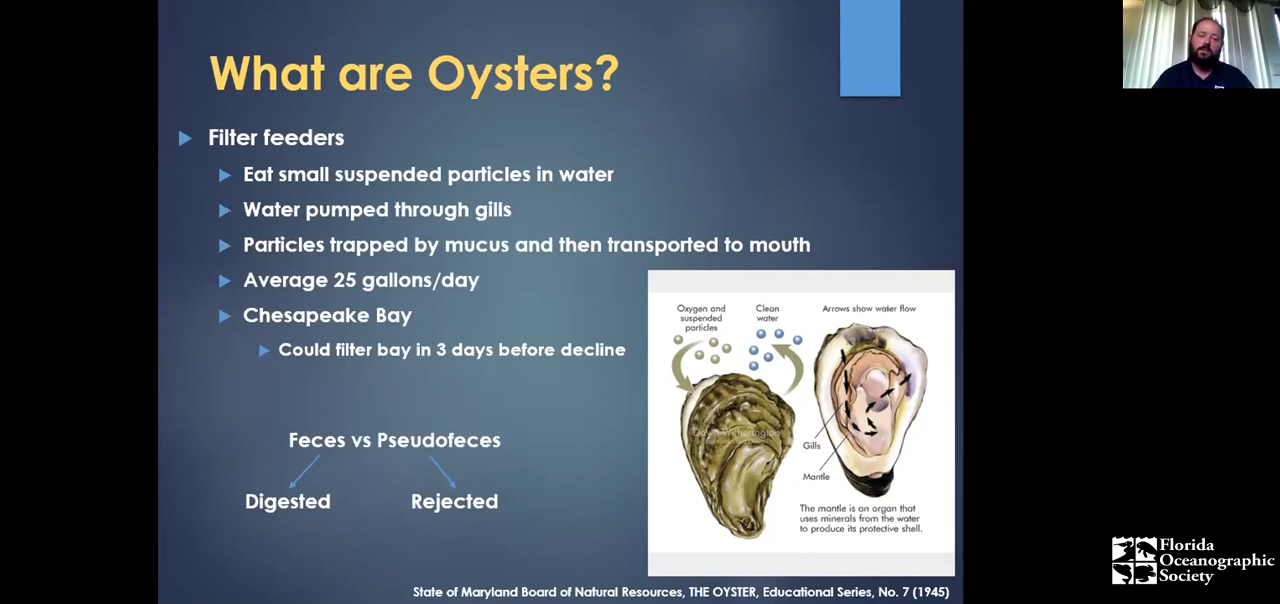 What are Oysters?
Filter feeders
Eat small suspended particles in water
Water pumped through gills
Particles trapped by mucus and then transported to mouth
Average 25 gallons/day
Chesapeake Bay
Could filter bay in 3 days before decline
Feces vs Pseudofeces
Digested
Rejected
Oxygen and
suspended
particles
Clean
water
Arrows show water flow
Dawn Witherington
Gills
Mantle
The mantle is an organ that
uses minerals from the water
to produce its protective shell.
State of Maryland Board of Natural Resources, THE OYSTER, Educational Series, No. 7 (1945)
Florida
Oceanographic
Society